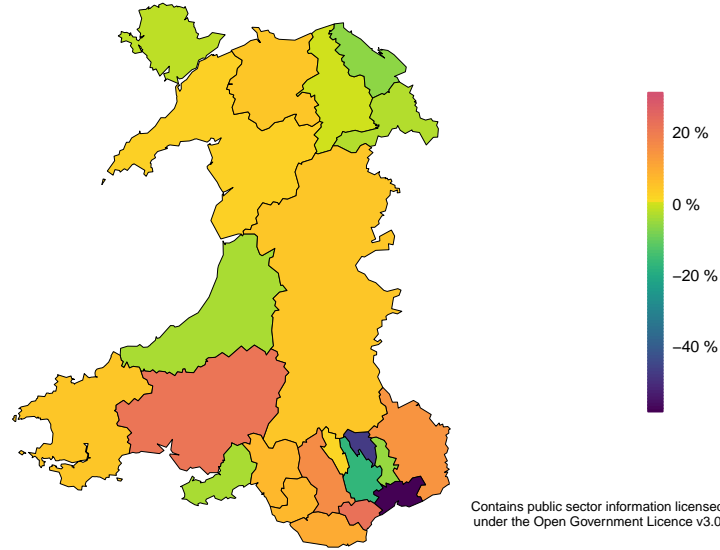 20 %
0 %
−20 %
−40 %
Contains public sector information licensed
under the Open Government Licence v3.0